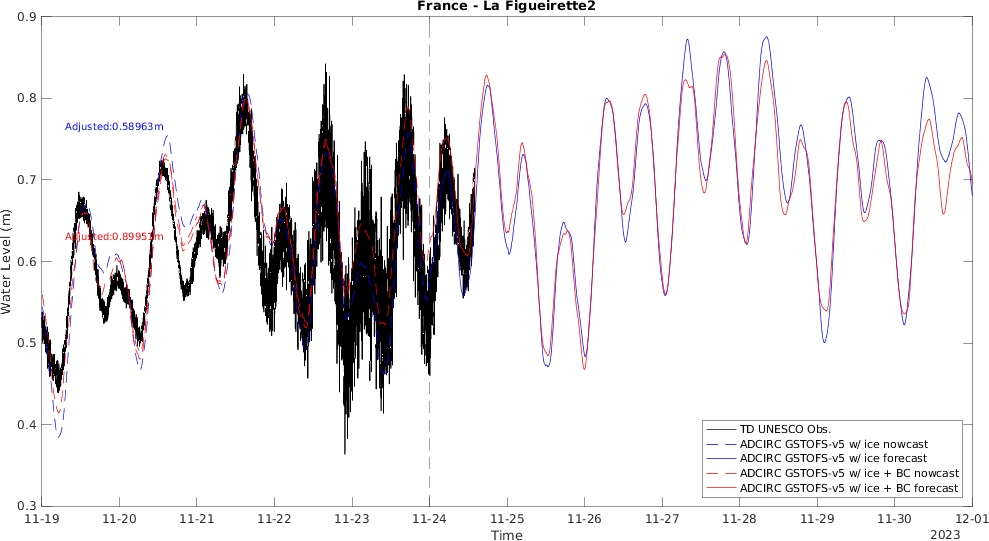 France - La Figueirette2
0.9
0.8
0.7
0.6
0.5
0.4
0.3
Water Level (m)
Adjusted:0.58963m
Adjusted:0.89953m
TD UNESCO Obs.
ADCIRC GSTOFS-v5 w/ ice nowcast
ADCIRC GSTOFS-v5 w/ ice forecast
ADCIRC GSTOFS-v5 w/ ice + BC nowcast
ADCIRC GSTOFS-v5 w/ ice + BC forecast
11-19 11-20 11-21 11-22 11-23 11-24 11-25 11-26 11-27 11-28 11-29 11-30 12-01
Time
2023